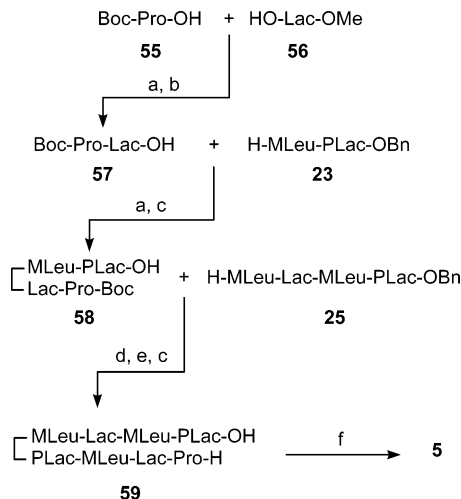 Boc-Pro-OH + HO-Lac-OMe
55 56
a, b
Boc-Pro-Lac-OH + H-MLeu-PLac-OBn
57 23
a, c
MLeu-PLac-OH
Lac-Pro-Boc + H-MLeu-Lac-MLeu-PLac-OBn
58 25
d, e, c
MLeu-Lac-MLeu-PLac-OH
PLac-MLeu-Lac-Pro-H f 5
59